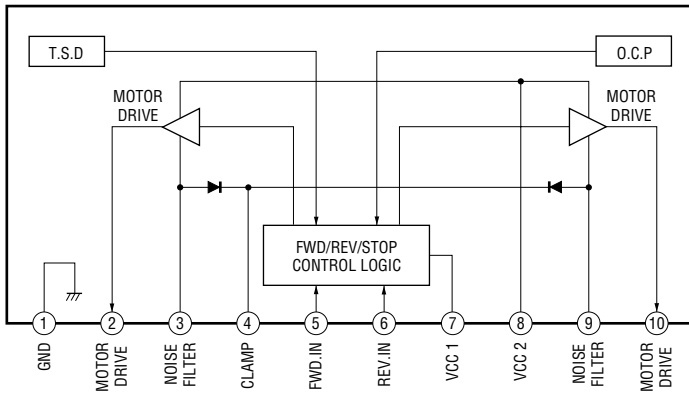 T.S.D
O.C.P
MOTOR
DRIVE
MOTOR
DRIVE
FWD/REV/STOP
CONTROL LOGIC
1
2
3
4
5
6
7
8
9
10
GND
MOTOR
DRIVE
NOISE
FILTER
CLAMP
FWD.IN
REV.IN
VCC 1
VCC 2
NOISE
FILTER
MOTOR
DRIVE